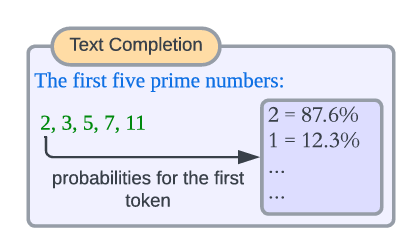 Text Completion
The first five prime numbers:
2, 3, 5, 7, 11
2 = 87.6%
1 = 12.3%
...
...
probabilities for the first
token